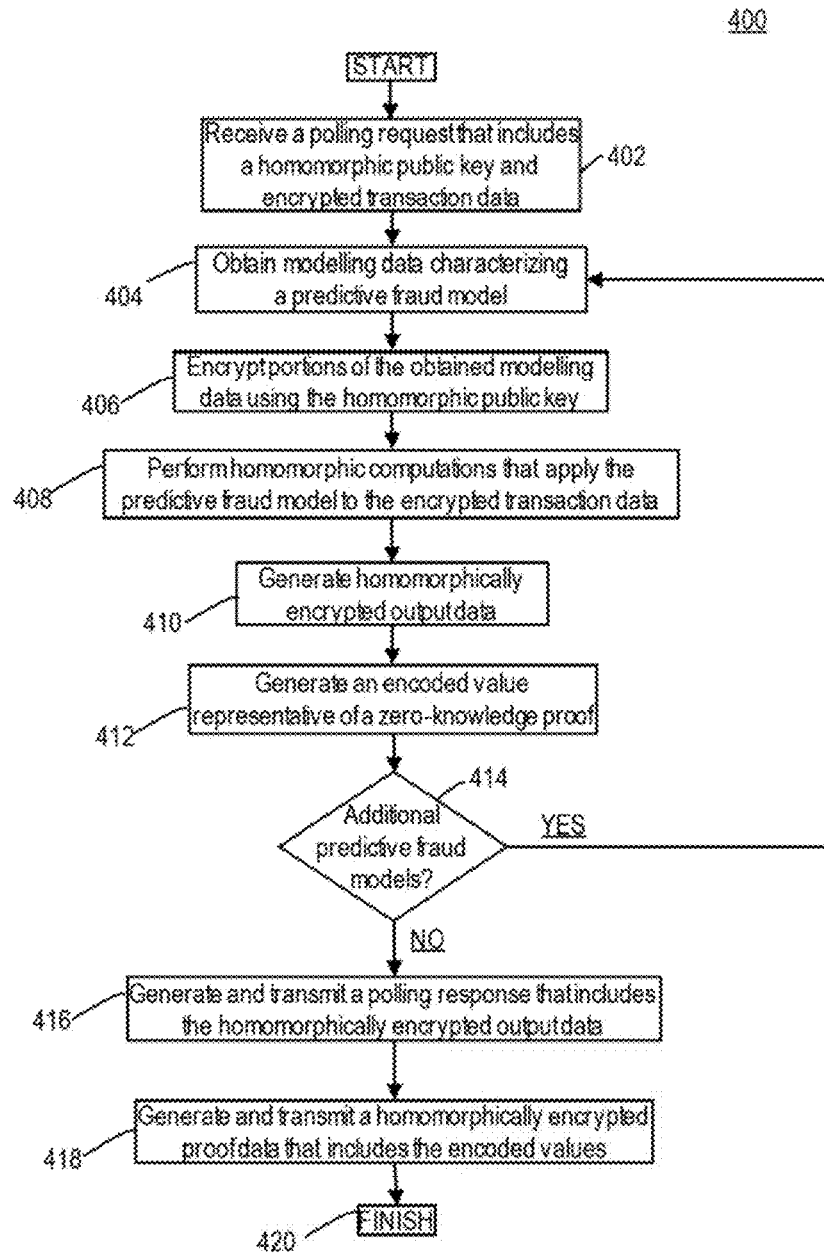 400
START
Receive a polling request that includes
a homomorphic public key and
encrypted transaction data
402
Obtain modelling data characterizing
a predictive fraud model
404
Encrypt portions of the obtained modelling
data using the homomorphic public key
406
Perform homomorphic computations that apply the
predictive fraud model to the encrypted transaction data
408
Generate homomorphically
encrypted output data
410
Generate an encoded value
representative of a zero-knowledge proof
412
414
Additional
predictive fraud
models?
YES
NO
Generate and transmit a polling response that includes
the homomorphically encrypted output data
416
Generate and transmit a homomorphically encrypted
proof data that includes the encoded values
418
FINISH
420